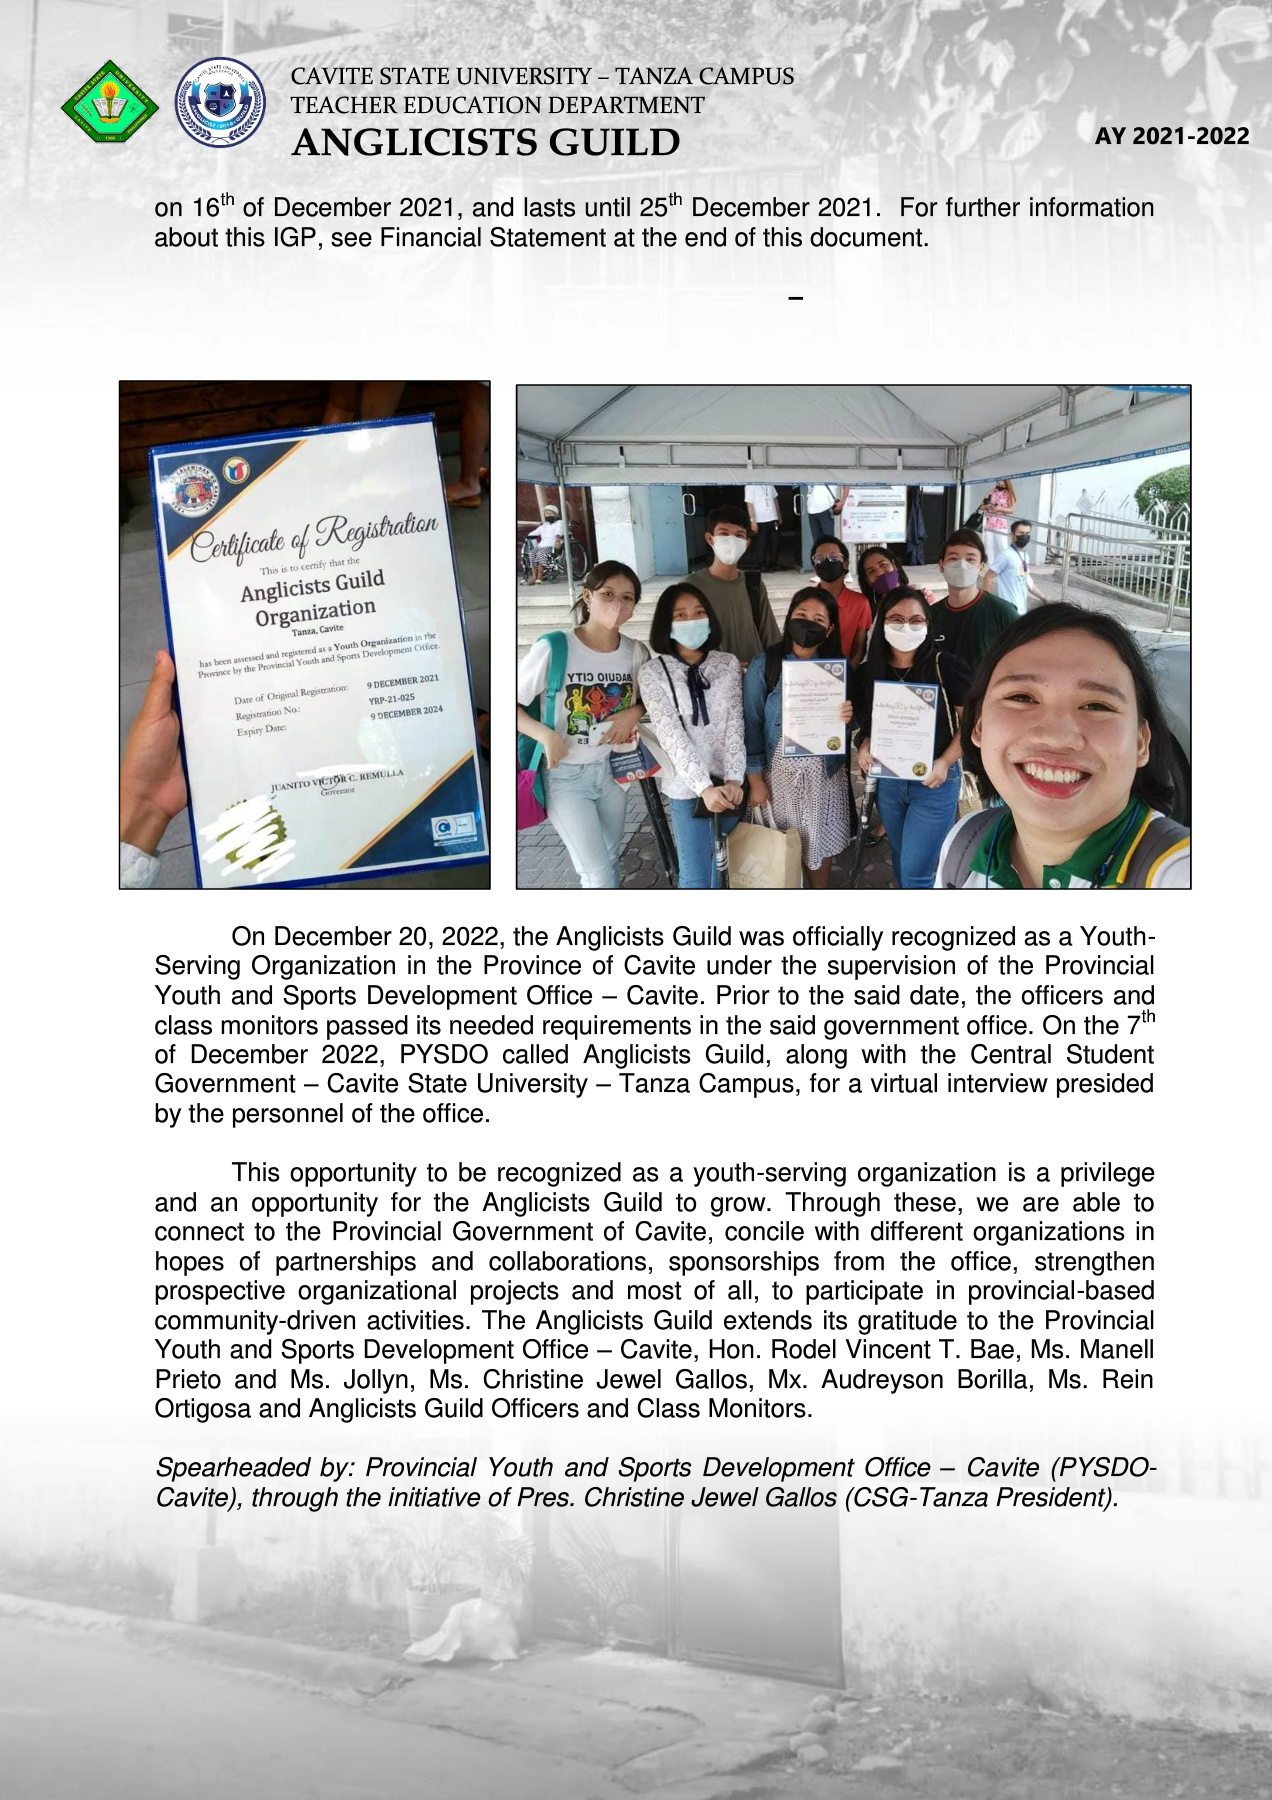 CAVITE STATE UNIVERSITY – TANZA CAMPUS
TEACHER EDUCATION DEPARTMENT
ANGLICISTS GUILD
AY 2021-2022
on 16th of December 2021, and lasts until 25th December 2021.  For further information
about this IGP, see Financial Statement at the end of this document.
–
Certificate of Registration
This is to certify that the
Anglicists Guild
Organization
Tanza, Cavite
has been assessed and registered as a Youth Organization in the
Province by the Provincial Youth and Sports Development Office.
Date of Original Registration: 9 DECEMBER 2021
Registration No.: YRP-21-025
Expiry Date: 9 DECEMBER 2024
JUANITO VICTOR C. REMULLA
Governor
BAGUIO CITY
On December 20, 2022, the Anglicists Guild was officially recognized as a Youth-
Serving Organization in the Province of Cavite under the supervision of the Provincial
Youth and Sports Development Office – Cavite. Prior to the said date, the officers and
class monitors passed its needed requirements in the said government office. On the 7th
of December 2022, PYSDO called Anglicists Guild, along with the Central Student
Government – Cavite State University – Tanza Campus, for a virtual interview presided
by the personnel of the office.
This opportunity to be recognized as a youth-serving organization is a privilege
and an opportunity for the Anglicists Guild to grow. Through these, we are able to
connect to the Provincial Government of Cavite, concile with different organizations in
hopes of partnerships and collaborations, sponsorships from the office, strengthen
prospective organizational projects and most of all, to participate in provincial-based
community-driven activities. The Anglicists Guild extends its gratitude to the Provincial
Youth and Sports Development Office – Cavite, Hon. Rodel Vincent T. Bae, Ms. Manell
Prieto and Ms. Jollyn, Ms. Christine Jewel Gallos, Mx. Audreyson Borilla, Ms. Rein
Ortigosa and Anglicists Guild Officers and Class Monitors.
Spearheaded by: Provincial Youth and Sports Development Office – Cavite (PYSDO-
Cavite), through the initiative of Pres. Christine Jewel Gallos (CSG-Tanza President).